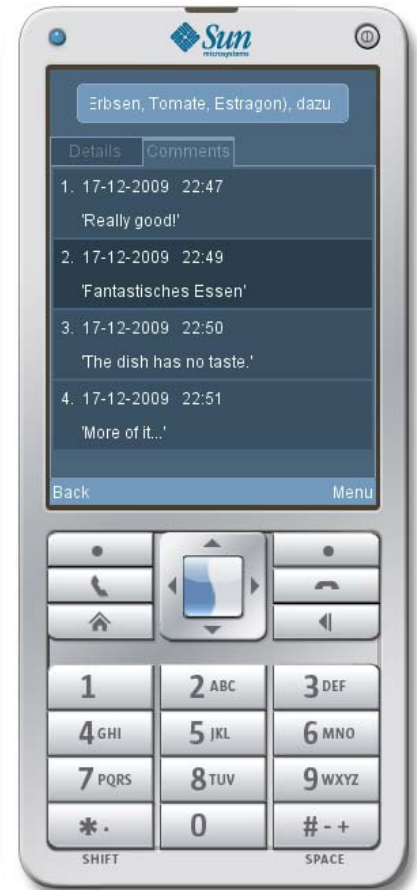 Sun
microsystems
Erbsen, Tomate, Estragon), dazu
Details Comments
1. 17-12-2009 22:47
'Really good!'
2. 17-12-2009 22:49
'Fantastisches Essen'
3. 17-12-2009 22:50
'The dish has no taste.'
4. 17-12-2009 22:51
'More of it...'
Back Menu
1 2 ABC 3 DEF
4 GHI 5 JKL 6 MNO
7 PQRS 8 TUV 9 WXYZ
* . 0 # - +
SHIFT SPACE